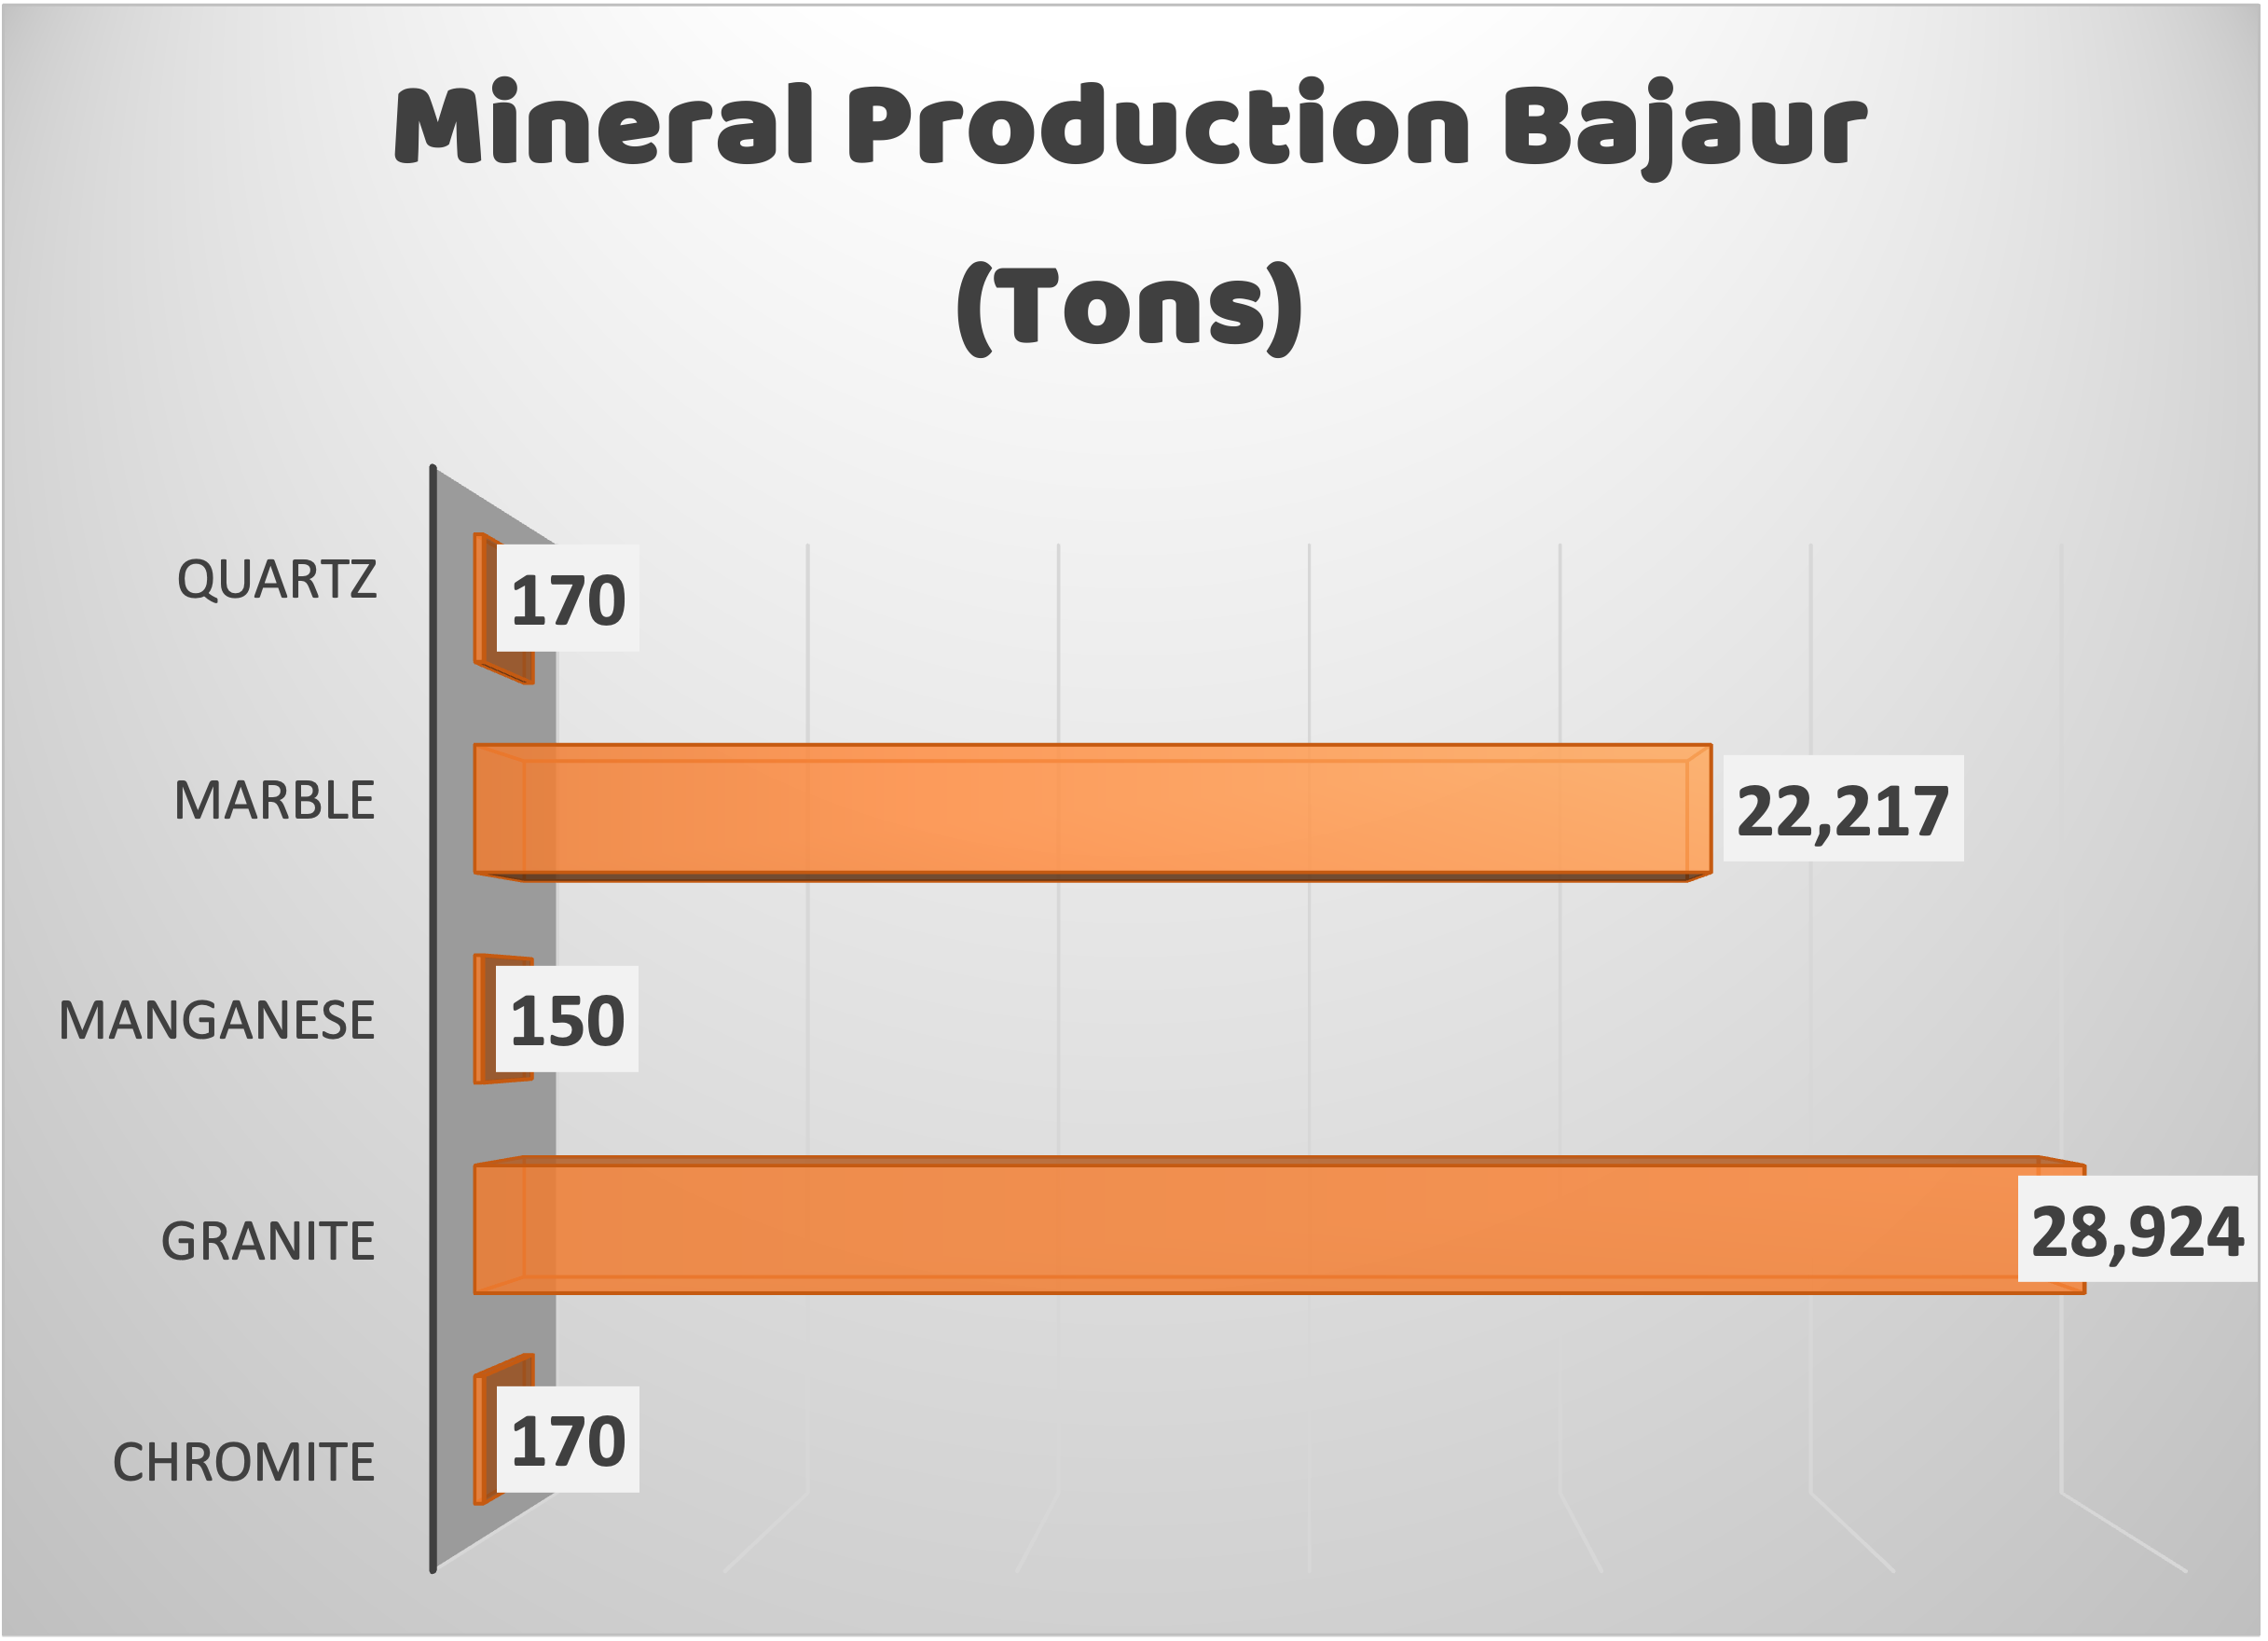 Mineral Production Bajaur
(Tons)
QUARTZ
170
MARBLE
22,217
MANGANESE
150
GRANITE
28,924
CHROMITE
170